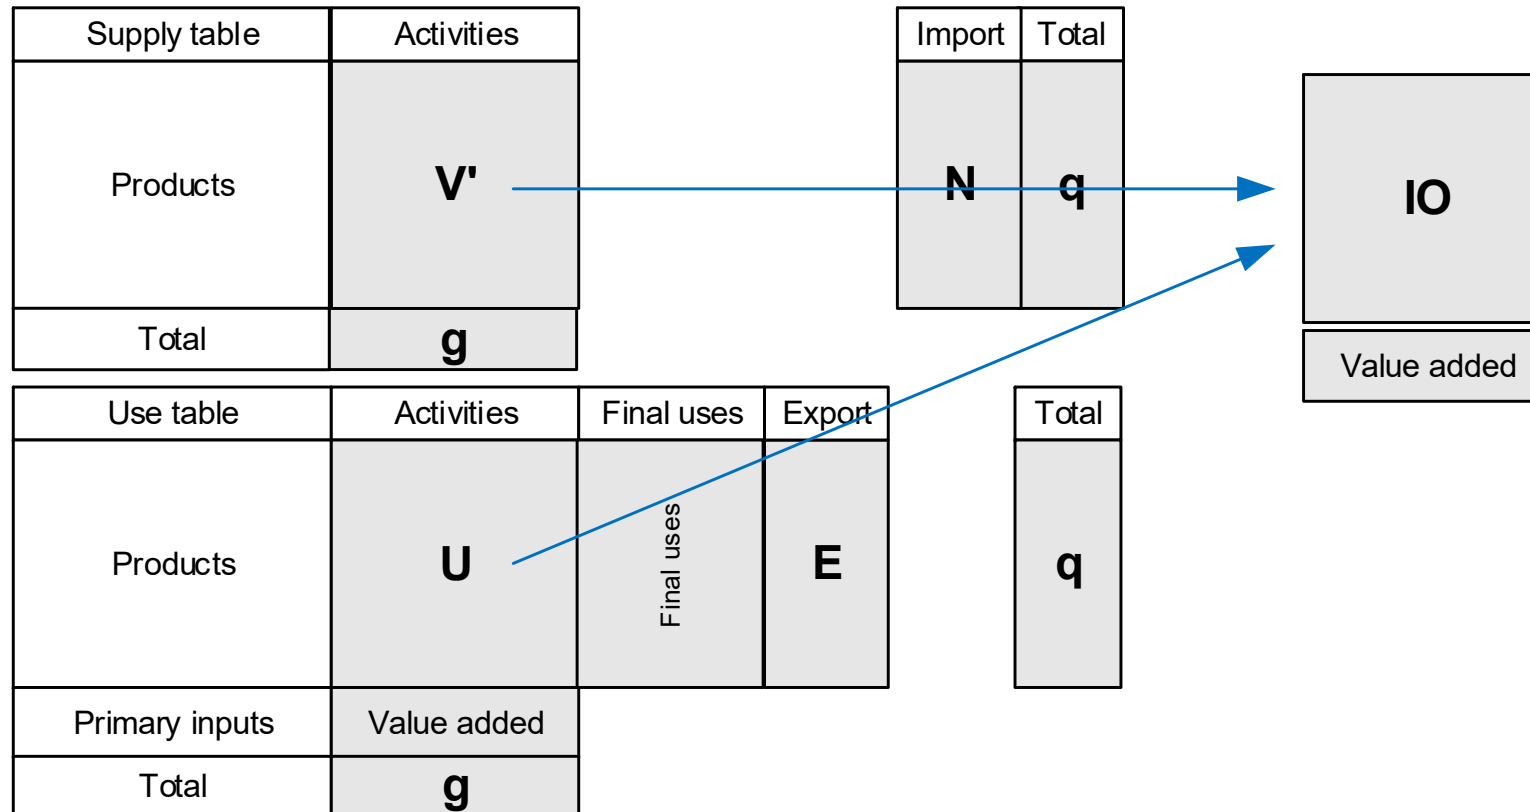 Supply table Activities Import Total
Products V' N q IO
Total g
Value added
Use table Activities Final uses Export Total
Products U Final uses E q
Primary inputs Value added
Total g